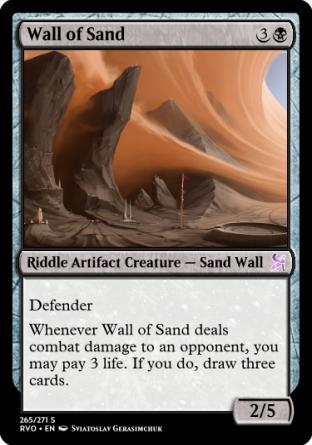 Wall of Sand 3
Riddle Artifact Creature — Sand Wall
Defender
Whenever Wall of Sand deals
combat damage to an opponent, you
may pay 3 life. If you do, draw three
cards.
2/5
265/271 S
RVO • EN Sviatoslav Gerasimchuk